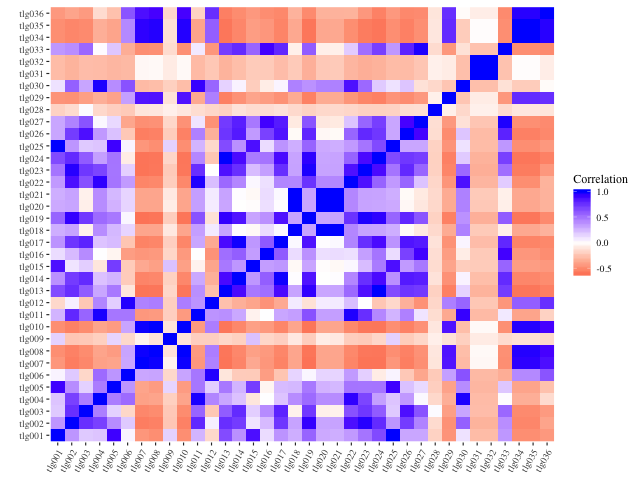 tlg036
tlg035
tlg034
tlg033
tlg032
tlg031
tlg030
tlg029
tlg028
tlg027
tlg026
tlg025
tlg024
tlg023
tlg022
tlg021
tlg020
tlg019
tlg018
tlg017
tlg016
tlg015
tlg014
tlg013
tlg012
tlg011
tlg010
tlg009
tlg008
tlg007
tlg006
tlg005
tlg004
tlg003
tlg002
tlg001
tlg001 tlg002 tlg003 tlg004 tlg005 tlg006 tlg007 tlg008 tlg009 tlg010 tlg011 tlg012 tlg013 tlg014 tlg015 tlg016 tlg017 tlg018 tlg019 tlg020 tlg021 tlg022 tlg023 tlg024 tlg025 tlg026 tlg027 tlg028 tlg029 tlg030 tlg031 tlg032 tlg033 tlg034 tlg035 tlg036
Correlation
1.0
0.5
0.0
-0.5